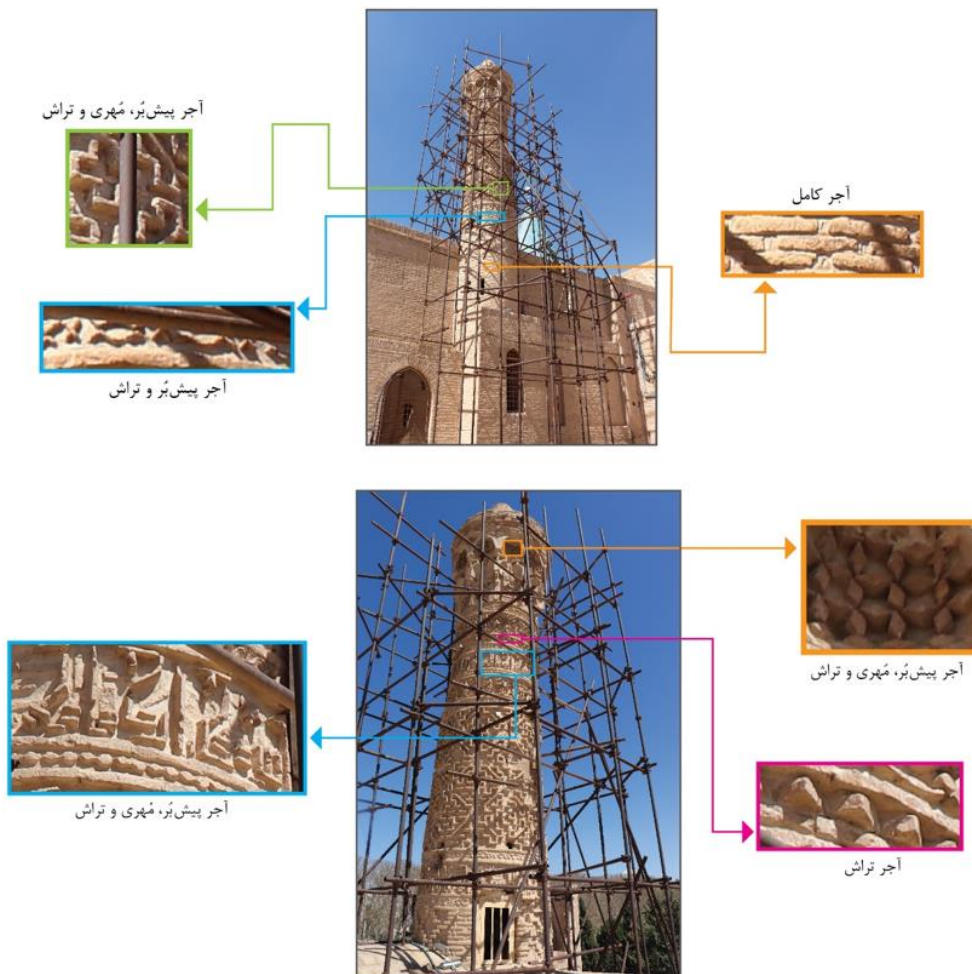 آجر پیش‌بُر، مُهری و تراش
آجر کامل
آجر پیش‌بُر و تراش
آجر پیش‌بُر، مُهری و تراش
آجر پیش‌بُر، مُهری و تراش
آجر تراش